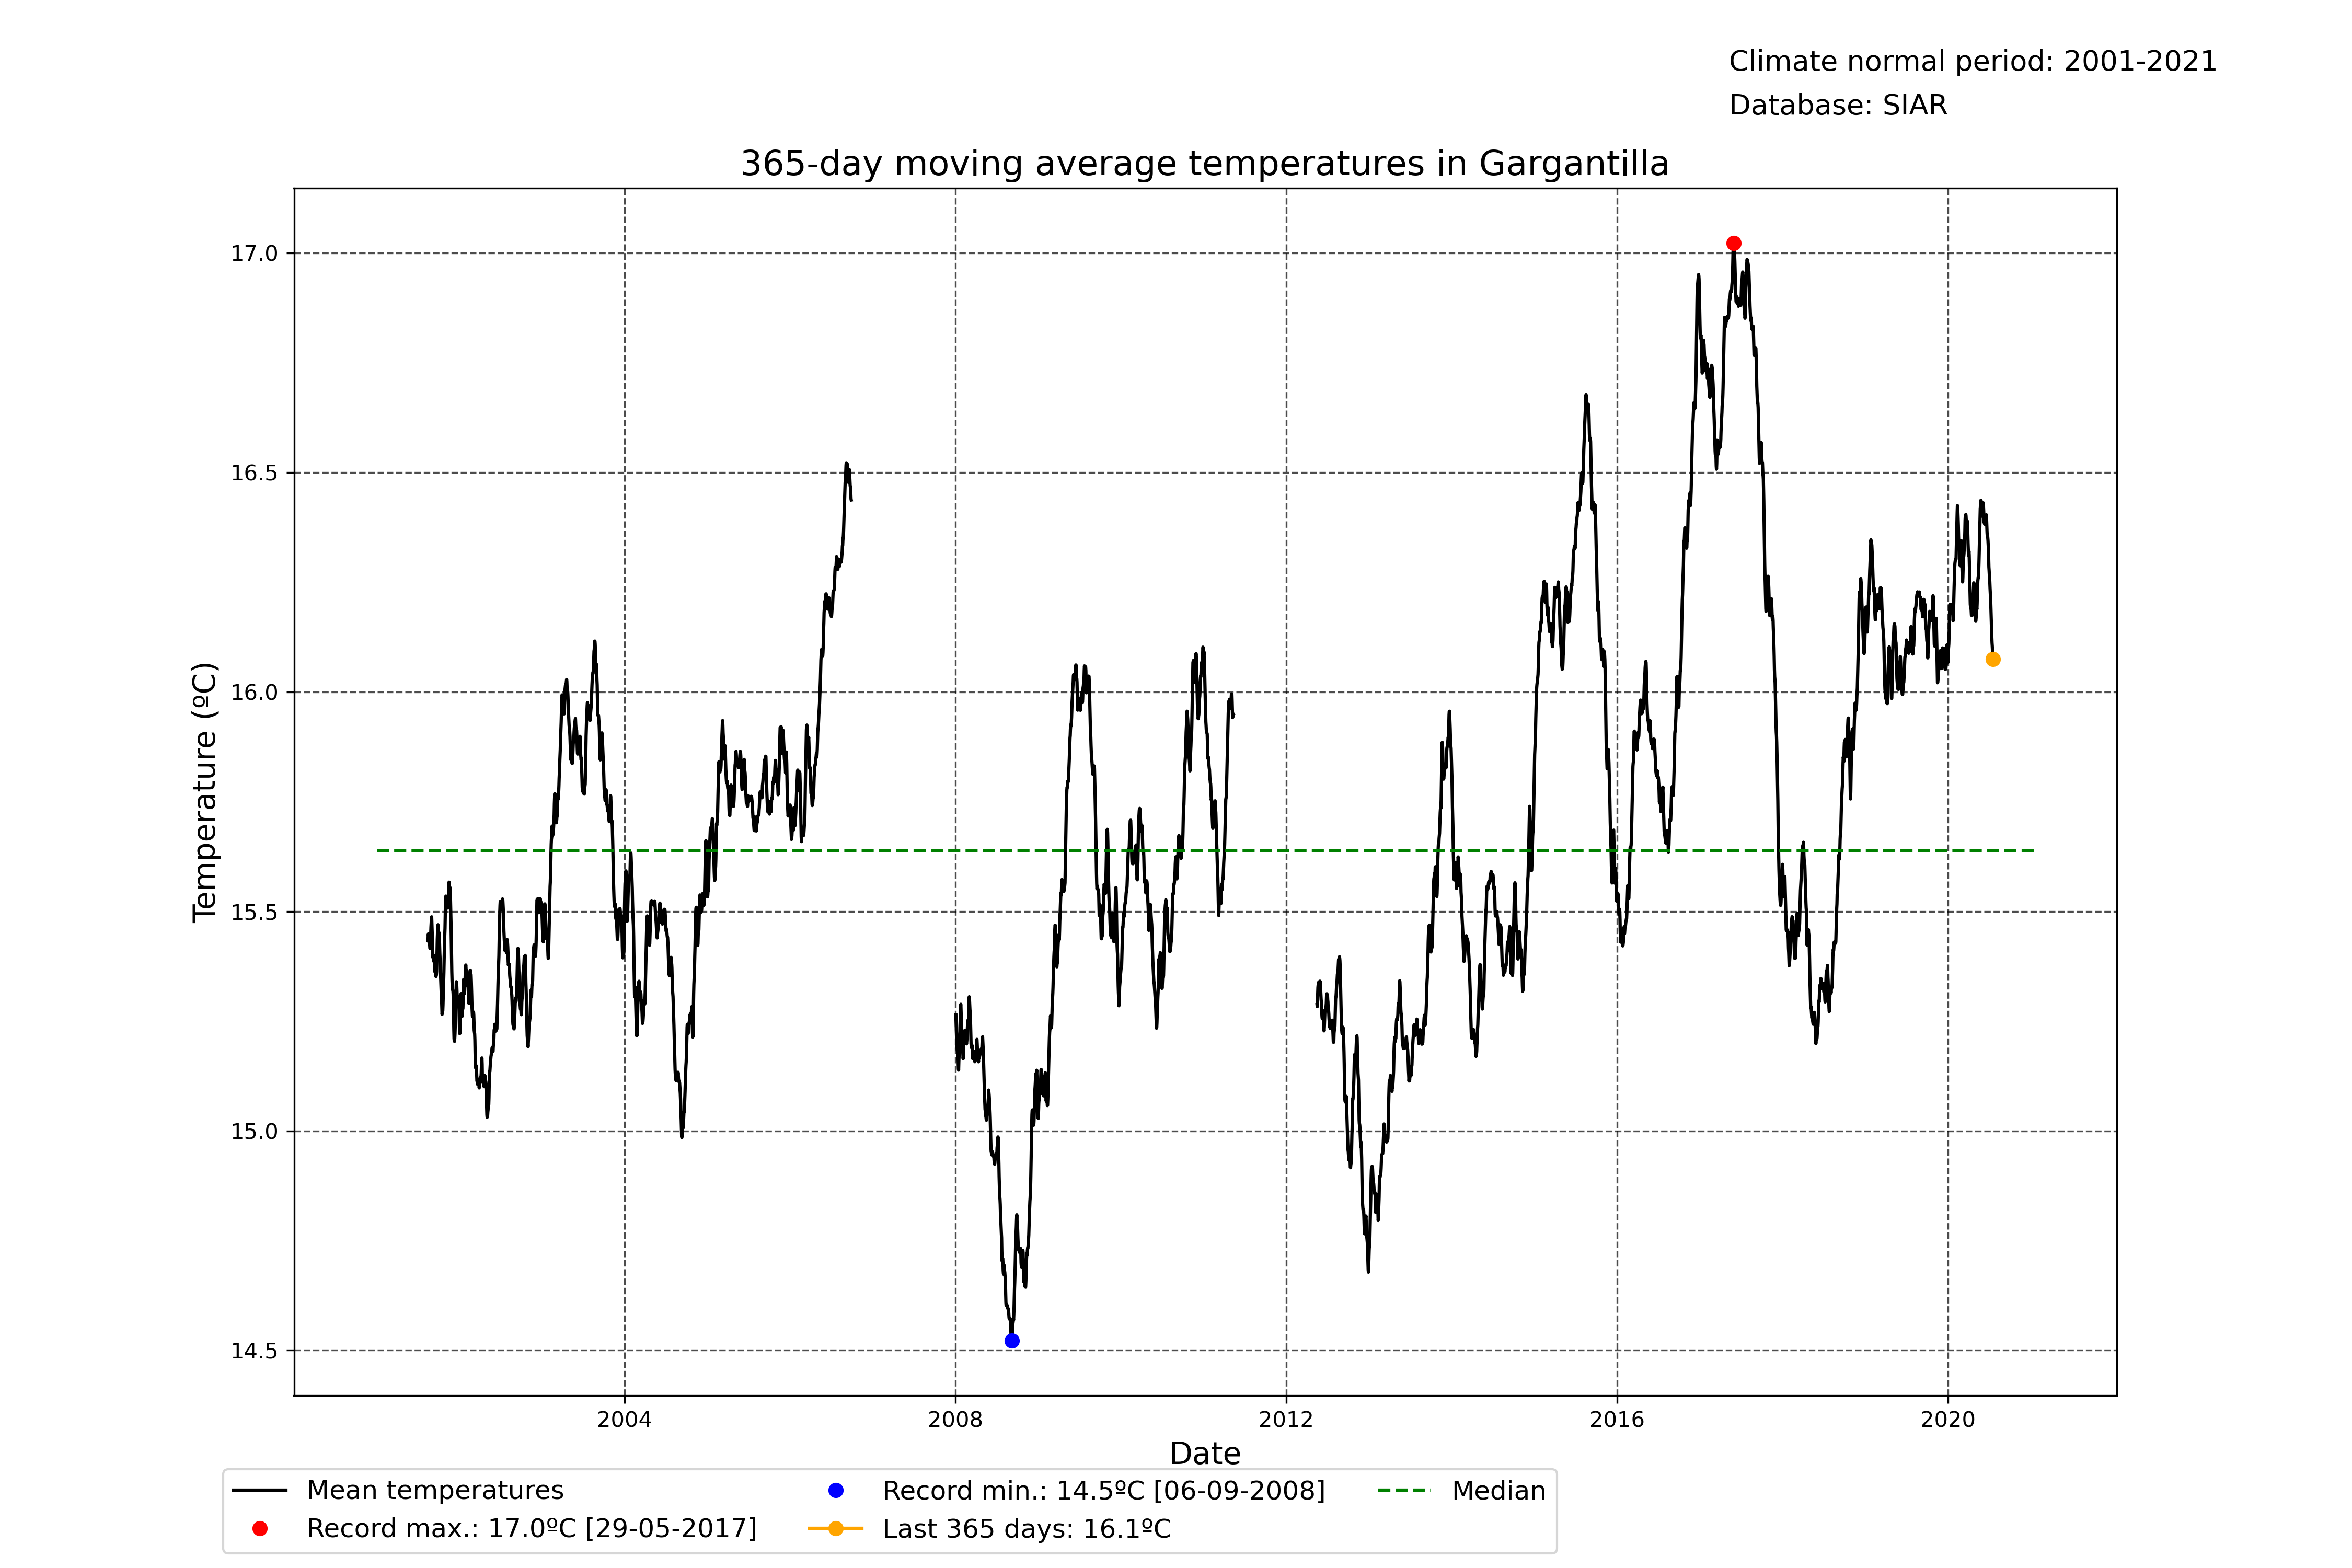 Climate normal period: 2001-2021
Database: SIAR
365-day moving average temperatures in Gargantilla
17.0
16.5
16.0
15.5
15.0
14.5
Temperature (ºC)
2004
2008
2012
2016
2020
Date
Mean temperatures
Record max.: 17.0ºC [29-05-2017]
Record min.: 14.5ºC [06-09-2008]
Last 365 days: 16.1ºC
Median